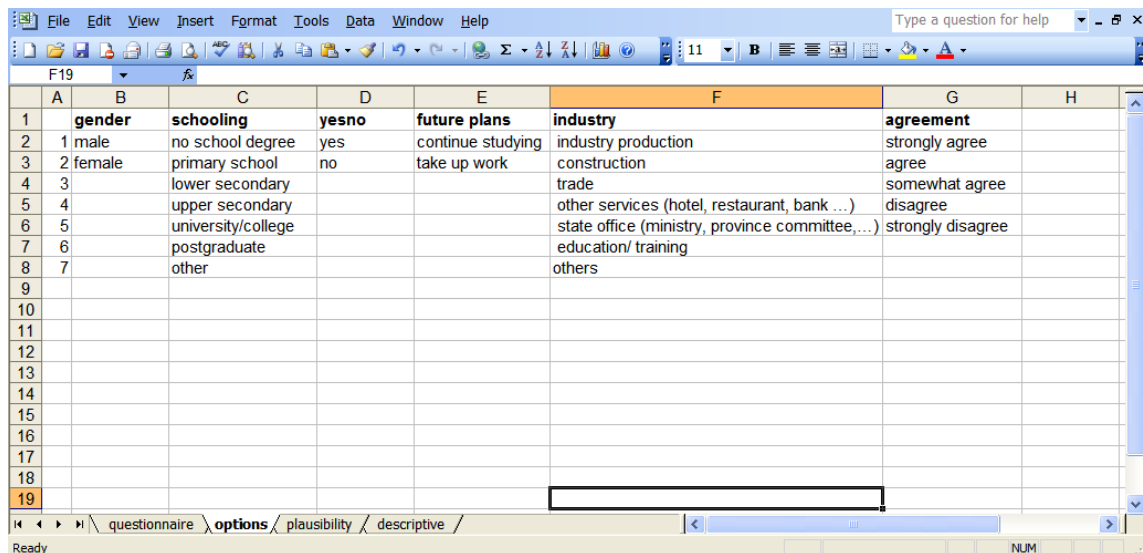 File Edit View Insert Format Tools Data Window Help Type a question for help
11 B A
F19 fx
A B C D E F G H
1 gender schooling yesno future plans industry agreement
2 1 male no school degree yes continue studying industry production strongly agree
3 2 female primary school no take up work construction agree
4 3 lower secondary trade somewhat agree
5 4 upper secondary other services (hotel, restaurant, bank ...) disagree
6 5 university/college state office (ministry, province committee,...) strongly disagree
7 6 postgraduate education/ training
8 7 other others
9
10
11
12
13
14
15
16
17
18
19
questionnaire options plausibility descriptive
Ready NUM